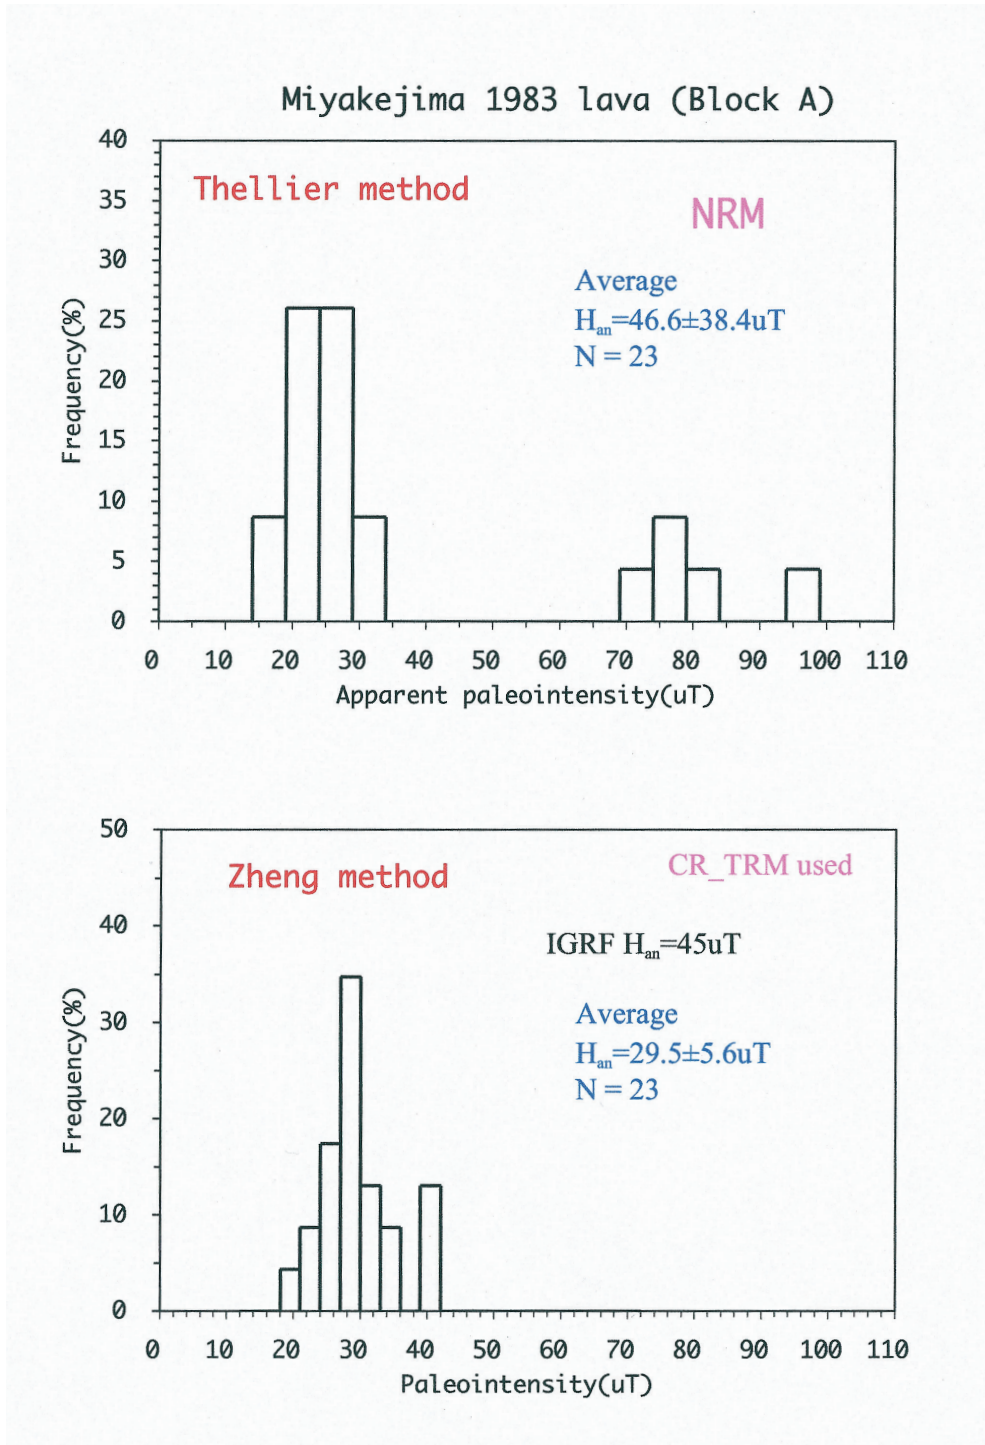 Miyakejima 1983 lava (Block A)
40
35
30
25
20
15
10
5
0
Frequency(%)
Thellier method
NRM
Average
Han=46.6±38.4uT
N = 23
0 10 20 30 40 50 60 70 80 90 100 110
Apparent paleointensity(uT)
50
40
30
20
10
0
Frequency(%)
Zheng method
CR_TRM used
IGRF Han=45uT
Average
Han=29.5±5.6uT
N = 23
0 10 20 30 40 50 60 70 80 90 100 110
Paleointensity(uT)